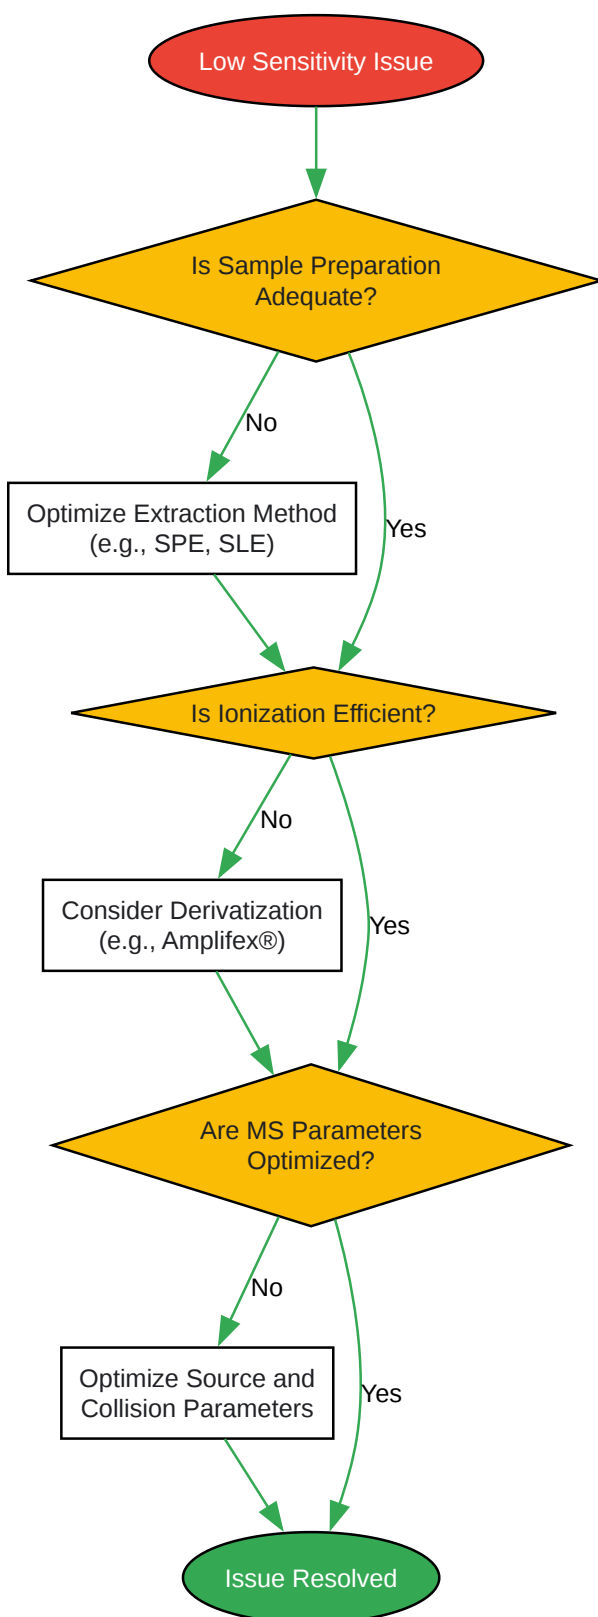 Low Sensitivity Issue
Is Sample Preparation
Adequate?
No
Optimize Extraction Method
(e.g., SPE, SLE)
Yes
Is Ionization Efficient?
No
Consider Derivatization
(e.g., Amplifex®)
Yes
Are MS Parameters
Optimized?
No
Optimize Source and
Collision Parameters
Yes
Issue Resolved